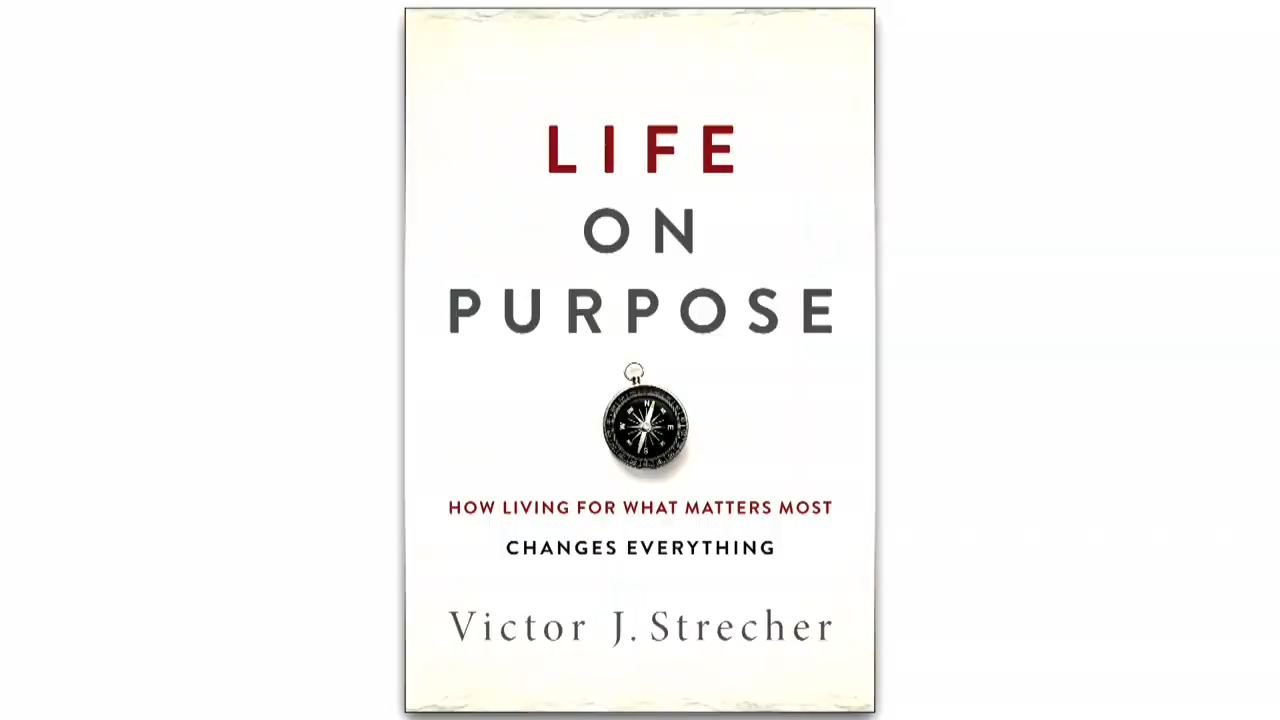 LIFE
ON
PURPOSE
N
E
S
W
HOW LIVING FOR WHAT MATTERS MOST
CHANGES EVERYTHING
Victor J. Strecher